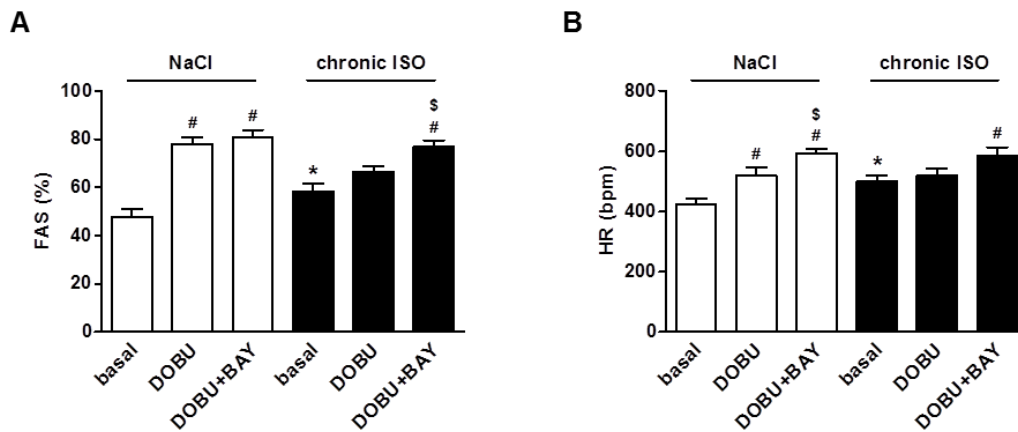 A
NaCl
chronic ISO
FAS (%)
100
80
60
40
20
0
#
#
*
$
#
basal
DOBU
DOBU+BAY
basal
DOBU
DOBU+BAY
B
NaCl
chronic ISO
HR (bpm)
800
600
400
200
0
#
$
#
*
#
basal
DOBU
DOBU+BAY
basal
DOBU
DOBU+BAY